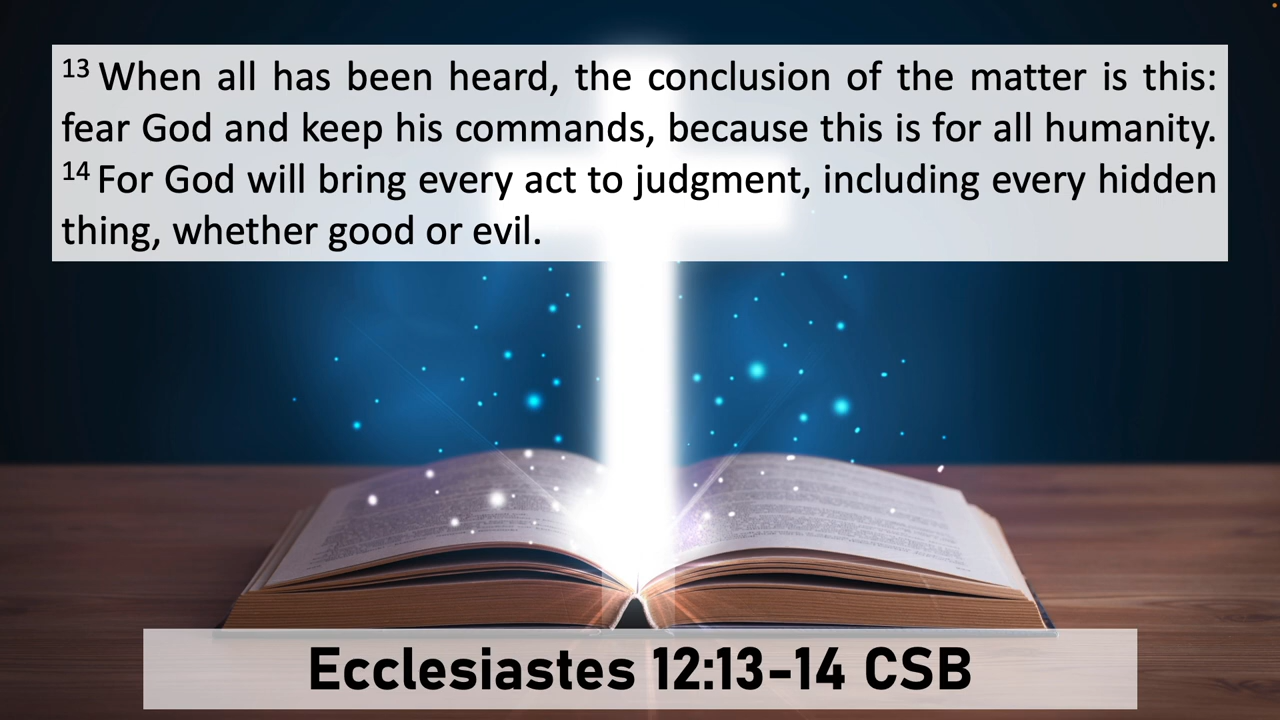 13 When all has been heard, the conclusion of the matter is this:
fear God and keep his commands, because this is for all humanity.
14 For God will bring every act to judgment, including every hidden
thing, whether good or evil.
Ecclesiastes 12:13-14 CSB